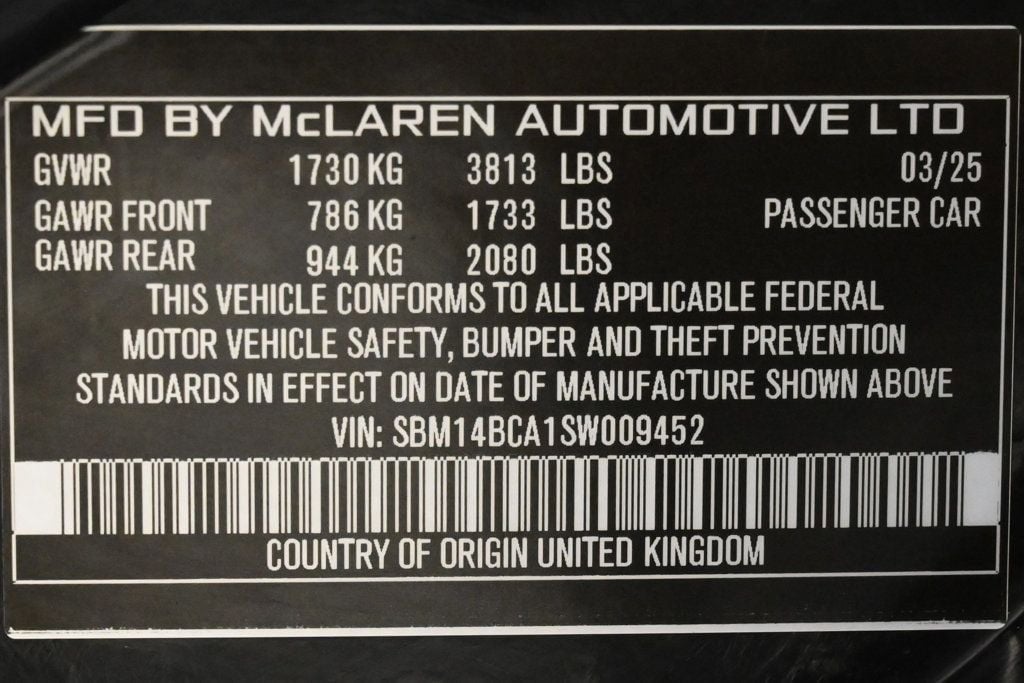 MFD BY McLAREN AUTOMOTIVE LTD
GVWR 1730 KG 3813 LBS 03/25
GAWR FRONT 786 KG 1733 LBS PASSENGER CAR
GAWR REAR 944 KG 2080 LBS
THIS VEHICLE CONFORMS TO ALL APPLICABLE FEDERAL
MOTOR VEHICLE SAFETY, BUMPER AND THEFT PREVENTION
STANDARDS IN EFFECT ON DATE OF MANUFACTURE SHOWN ABOVE
VIN: SBM14BCA1SW009452
COUNTRY OF ORIGIN UNITED KINGDOM